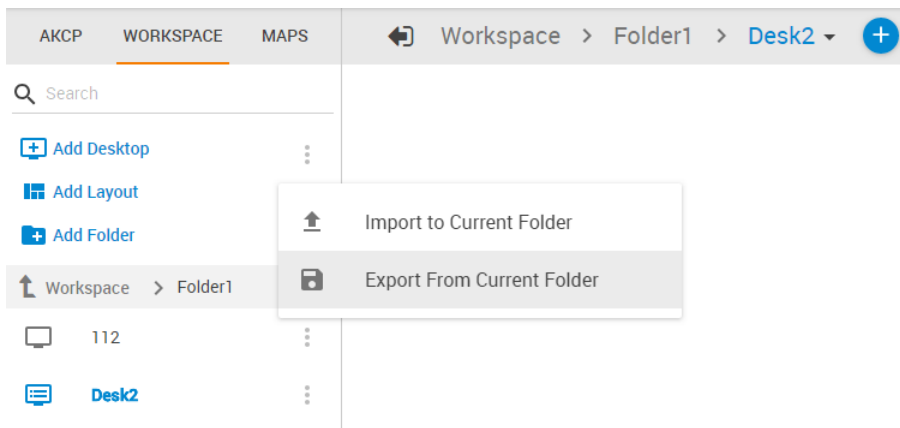 AKCP WORKSPACE MAPS
Workspace > Folder1 > Desk2
Search
Add Desktop
Add Layout
Add Folder
Import to Current Folder
Export From Current Folder
Workspace > Folder1
112
Desk2